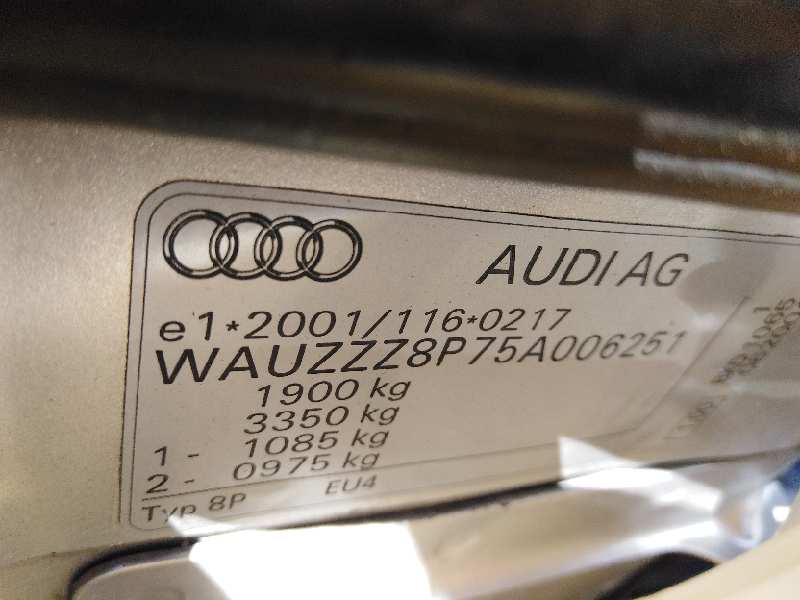 AUDI AG
e1*2001/116*0217
WAUZZZ8P75A006251
1900 kg
3350 kg
1 - 1085 kg
2 - 0975 kg
Typ 8P EU4